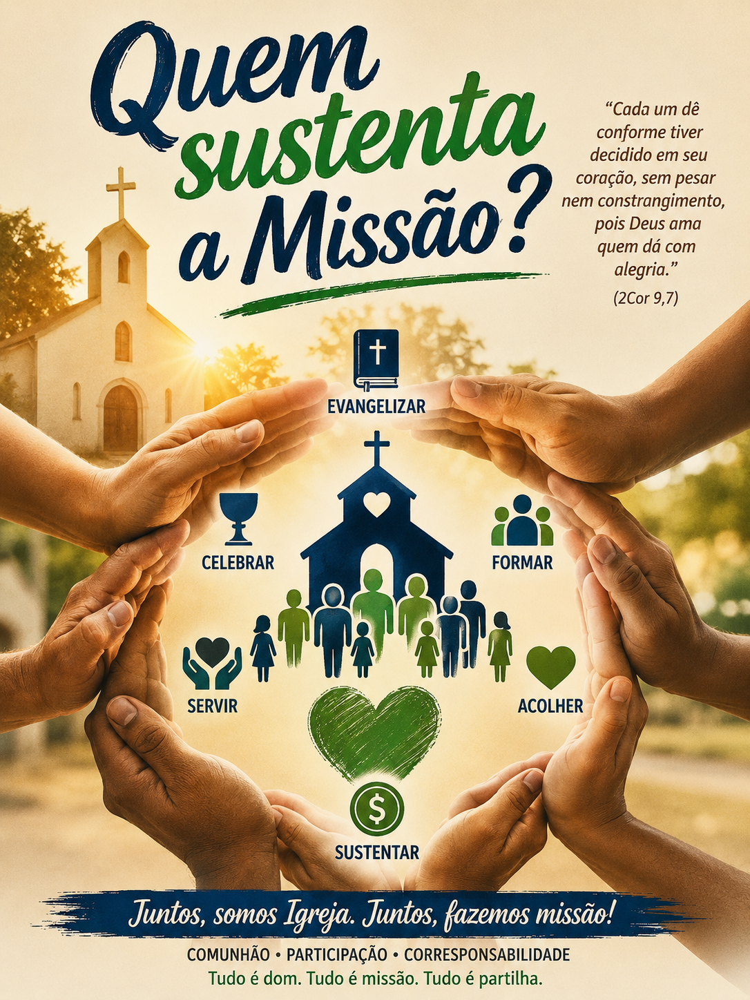 Quem
sustenta
a Missão?
“Cada um dê
conforme tiver
decidido em seu
coração, sem pesar
nem constrangimento,
pois Deus ama
quem dá com
alegria.”
(2Cor 9,7)
EVANGELIZAR
CELEBRAR
FORMAR
SERVIR
ACOLHER
$
SUSTENTAR
Juntos, somos Igreja. Juntos, fazemos missão!
COMUNHÃO • PARTICIPAÇÃO • CORRESPONSABILIDADE
Tudo é dom. Tudo é missão. Tudo é partilha.